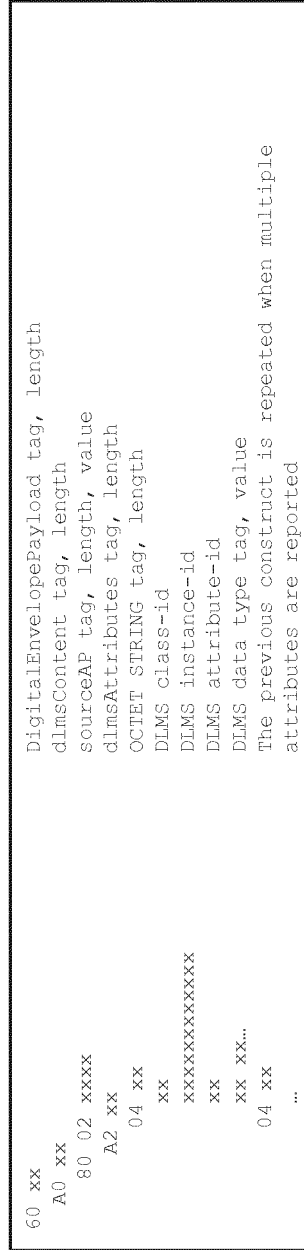 60 xx DigitalEnvelopePayload tag, length
A0 xx dlmsContent tag, length
80 02 xxxx sourceAP tag, length, value
A2 xx dlmsAttributes tag, length
04 xx OCTET STRING tag, length
xx DLMS class-id
xxxxxxxxxxxx DLMS instance-id
xx DLMS attribute-id
xx xx… DLMS data type tag, value
04 xx The previous construct is repeated when multiple
… attributes are reported